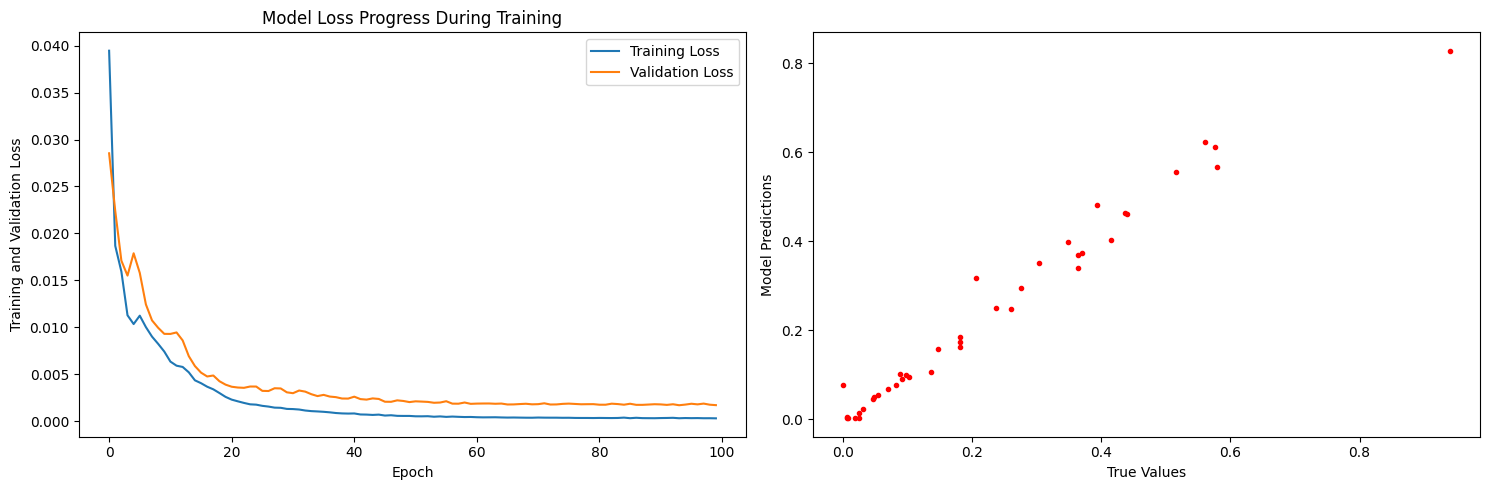 Model Loss Progress During Training
Training Loss
Validation Loss
Training and Validation Loss
0.040
0.035
0.030
0.025
0.020
0.015
0.010
0.005
0.000
0 20 40 60 80 100
Epoch
Model Predictions
0.8
0.6
0.4
0.2
0.0
0.0 0.2 0.4 0.6 0.8
True Values